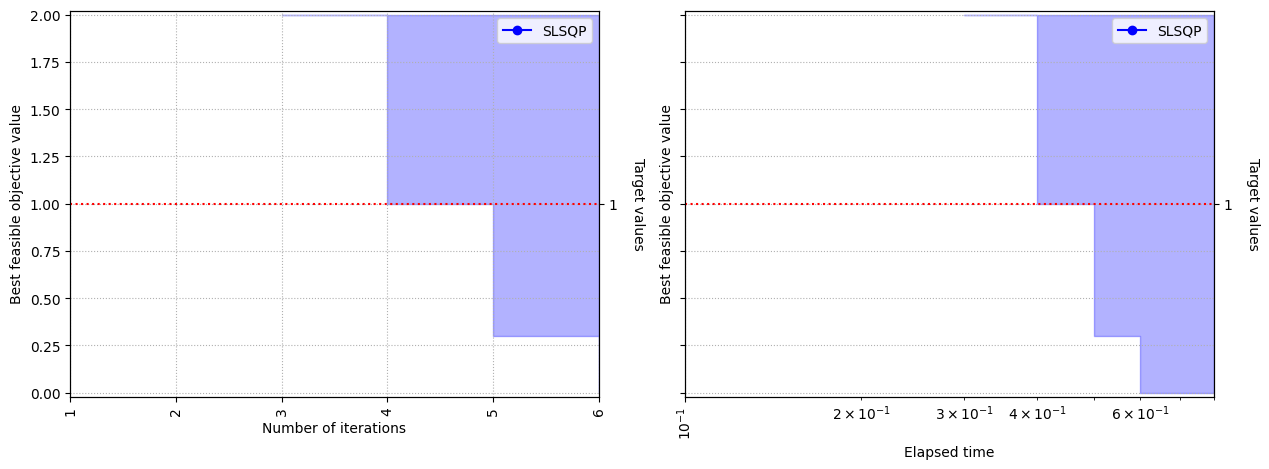 SLSQP
Best feasible objective value
2.00
1.75
1.50
1.25
1.00
0.75
0.50
0.25
0.00
1
2
3
4
5
6
Number of iterations
1
Target values
SLSQP
Best feasible objective value
10⁻¹
2 × 10⁻¹
3 × 10⁻¹
4 × 10⁻¹
6 × 10⁻¹
Elapsed time
1
Target values